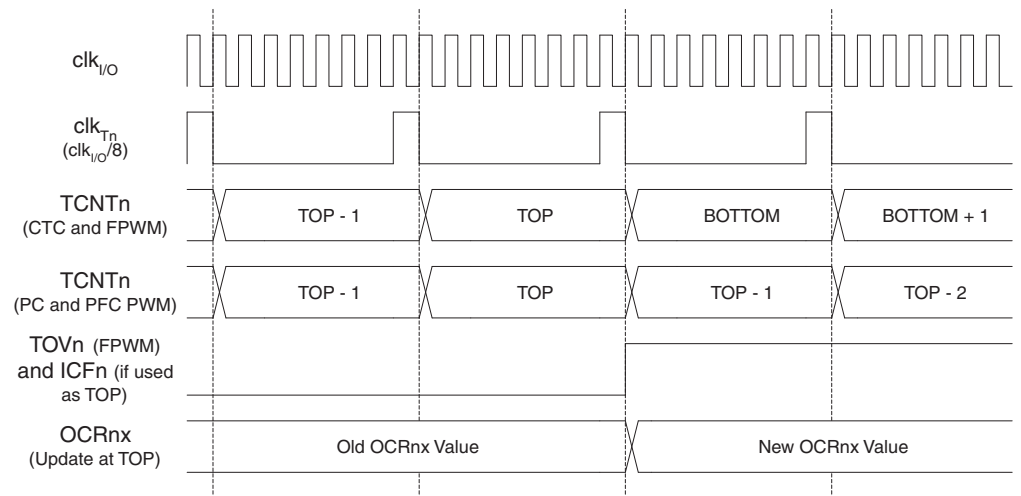 clkI/O
clkTn
(clkI/O/8)
TCNTn
(CTC and FPWM)
TOP - 1
TOP
BOTTOM
BOTTOM + 1
TCNTn
(PC and PFC PWM)
TOP - 1
TOP
TOP - 1
TOP - 2
TOVn (FPWM)
and ICFn (if used
as TOP)
OCRnx
(Update at TOP)
Old OCRnx Value
New OCRnx Value